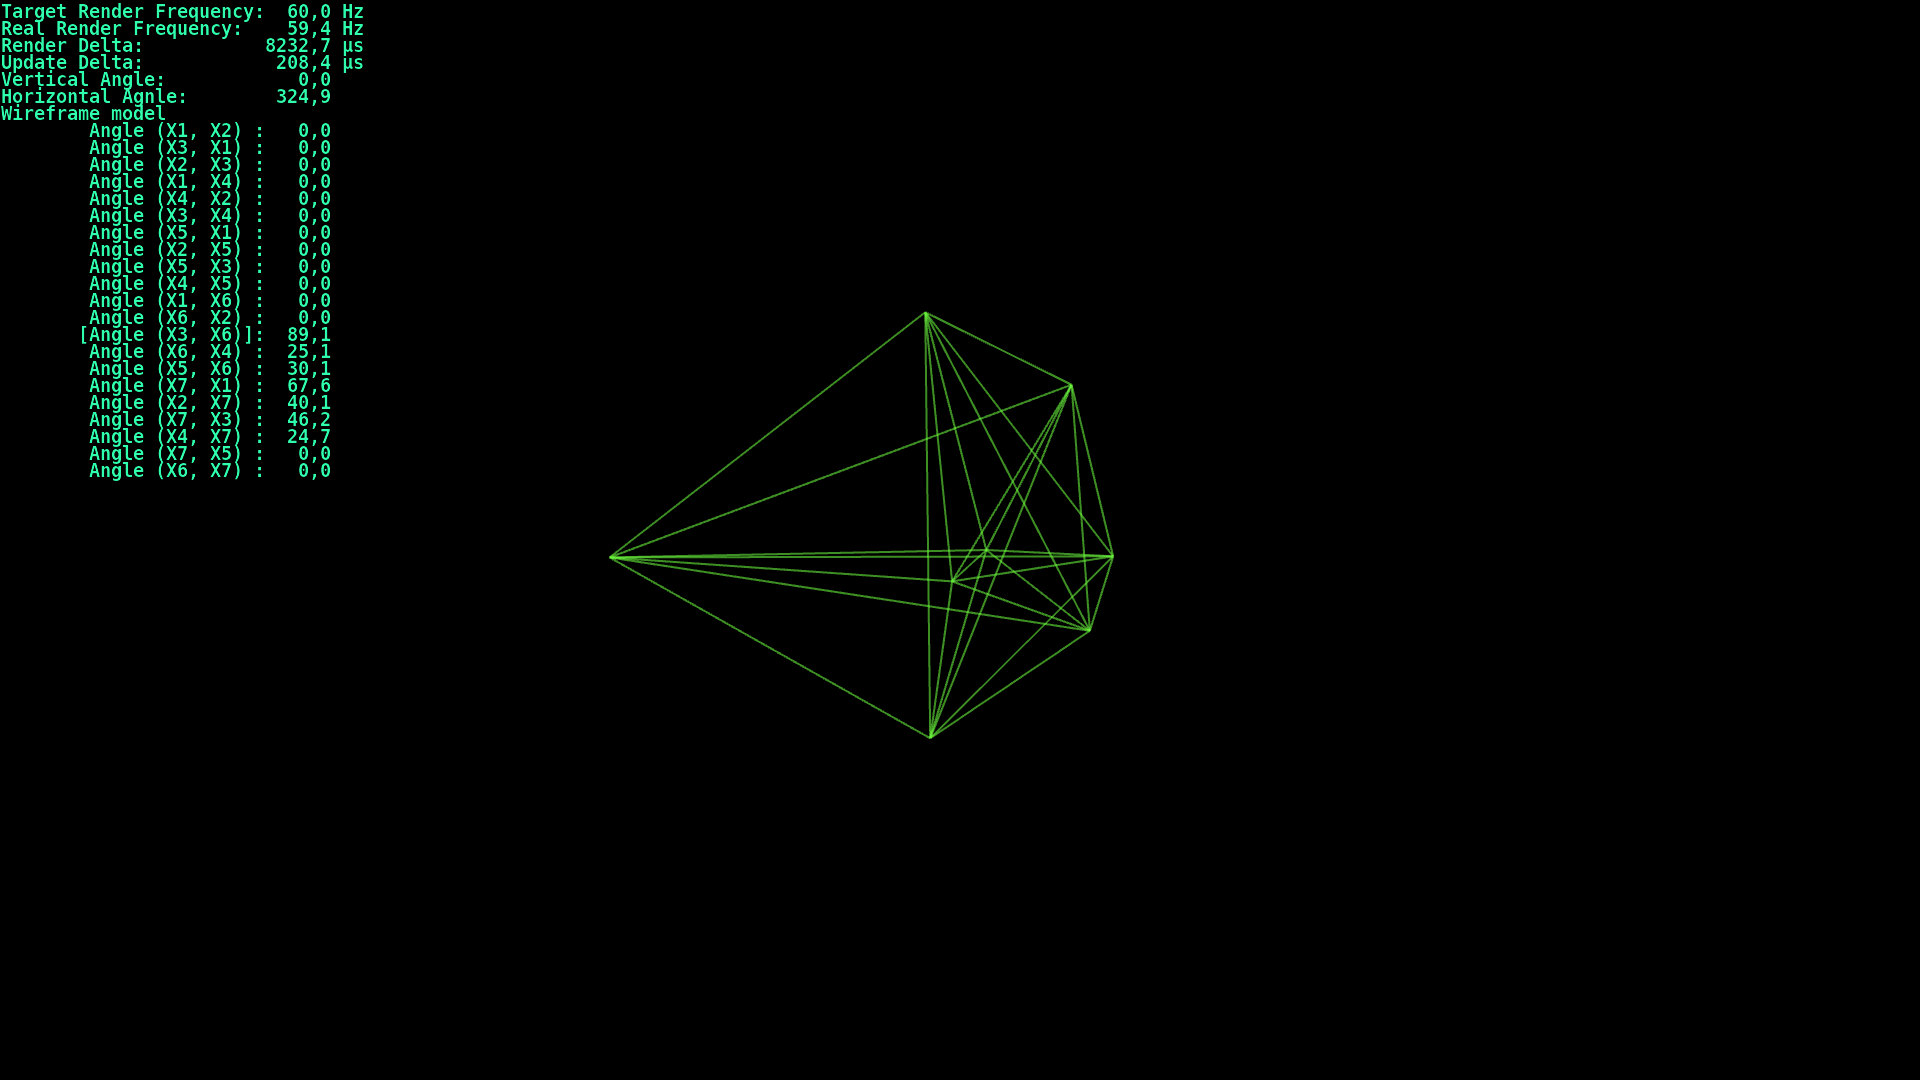 Target Render Frequency: 60,0 Hz
Real Render Frequency: 59,4 Hz
Render Delta: 8232,7 µs
Update Delta: 208,4 µs
Vertical Angle: 0,0
Horizontal Agnle: 324,9
Wireframe model
Angle (X1, X2) : 0,0
Angle (X3, X1) : 0,0
Angle (X2, X3) : 0,0
Angle (X1, X4) : 0,0
Angle (X4, X2) : 0,0
Angle (X3, X4) : 0,0
Angle (X5, X1) : 0,0
Angle (X2, X5) : 0,0
Angle (X5, X3) : 0,0
Angle (X4, X5) : 0,0
Angle (X1, X6) : 0,0
Angle (X6, X2) : 0,0
[Angle (X3, X6)]: 89,1
Angle (X6, X4) : 25,1
Angle (X5, X6) : 30,1
Angle (X7, X1) : 67,6
Angle (X2, X7) : 40,1
Angle (X7, X3) : 46,2
Angle (X4, X7) : 24,7
Angle (X7, X5) : 0,0
Angle (X6, X7) : 0,0